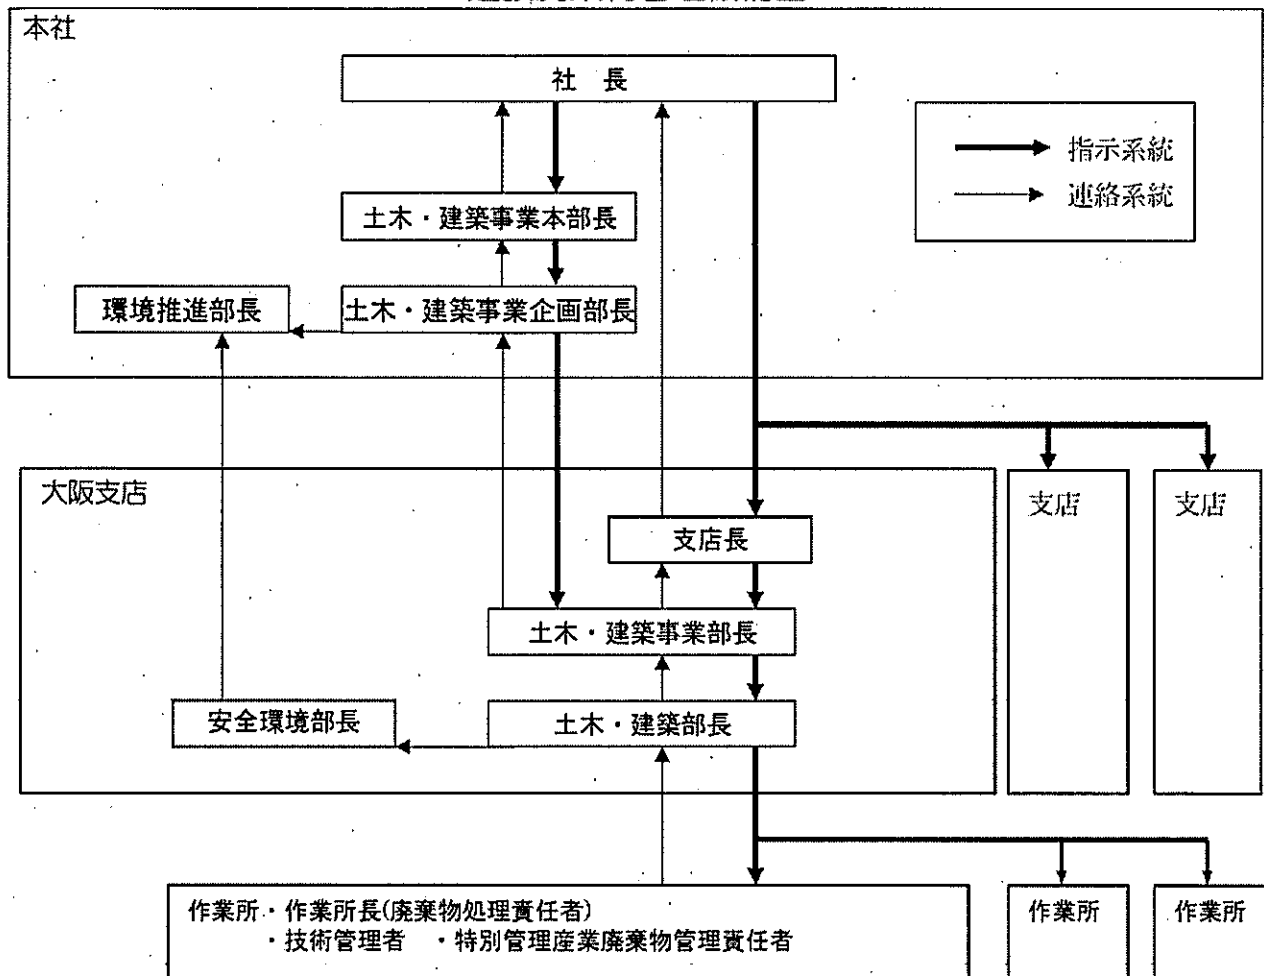 本社
社 長
指示系統
連絡系統
土木・建築事業本部長
環境推進部長
土木・建築事業企画部長
大阪支店
支店
支店
支店長
土木・建築事業部長
安全環境部長
土木・建築部長
作業所・作業所長(廃棄物処理責任者)
・技術管理者 ・特別管理産業廃棄物管理責任者
作業所
作業所